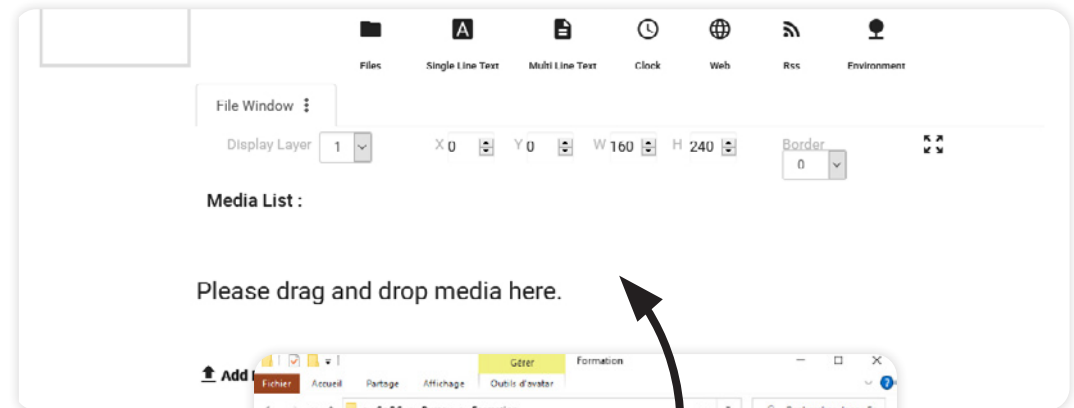 Files Single Line Text Multi Line Text Clock Web Rss Environment
File Window
Display Layer 1 X 0 Y 0 W 160 H 240 Border 0
Media List :
Please drag and drop media here.
Gérer Formation
Add
Fichier Accueil Partage Affichage Outils d'avatar